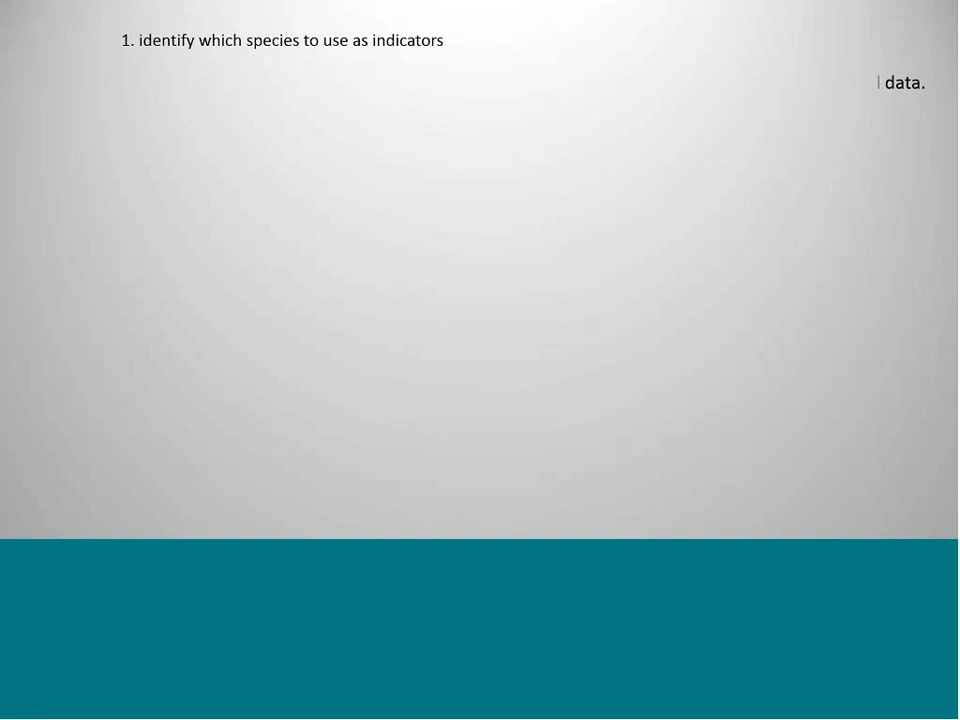 1. identify which species to use as indicators
data.